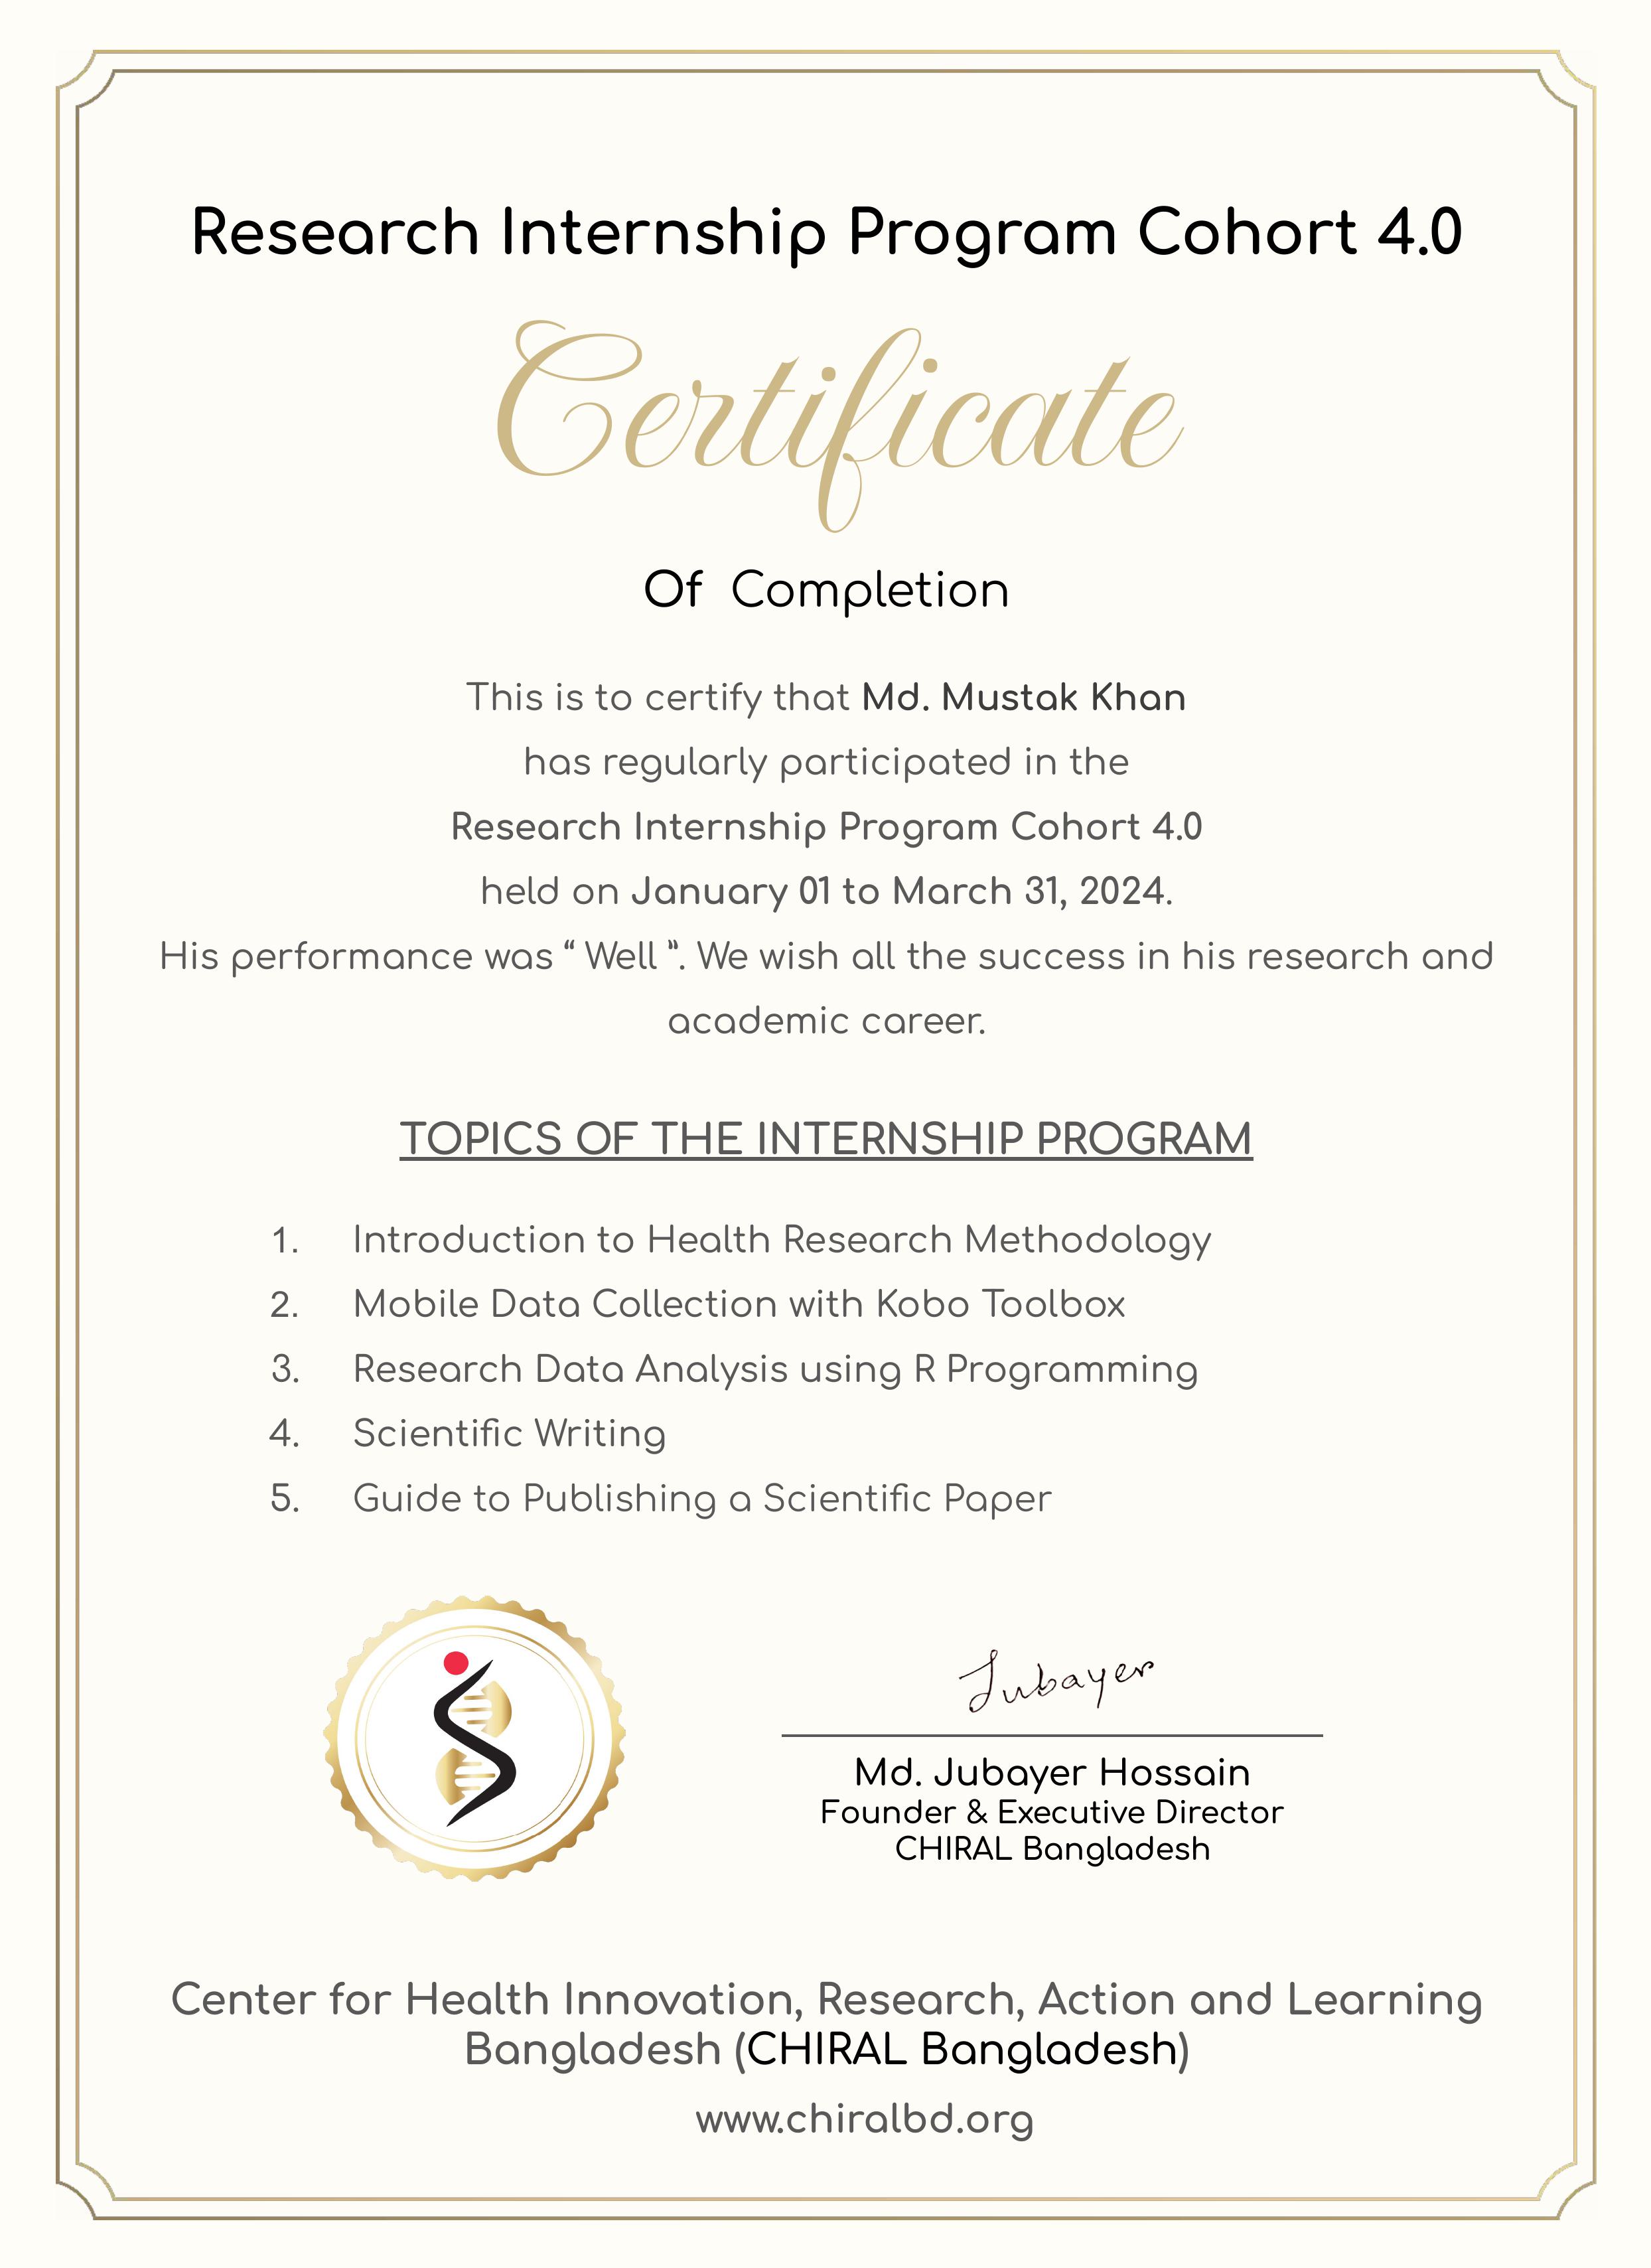 Research Internship Program Cohort 4.0
Certificate
Of Completion
This is to certify that Md. Mustak Khan
has regularly participated in the
Research Internship Program Cohort 4.0
held on January 01 to March 31, 2024.
His performance was “ Well ”. We wish all the success in his research and
academic career.
TOPICS OF THE INTERNSHIP PROGRAM
1. Introduction to Health Research Methodology
2. Mobile Data Collection with Kobo Toolbox
3. Research Data Analysis using R Programming
4. Scientific Writing
5. Guide to Publishing a Scientific Paper
Jubayer
Md. Jubayer Hossain
Founder & Executive Director
CHIRAL Bangladesh
Center for Health Innovation, Research, Action and Learning
Bangladesh (CHIRAL Bangladesh)
www.chiralbd.org